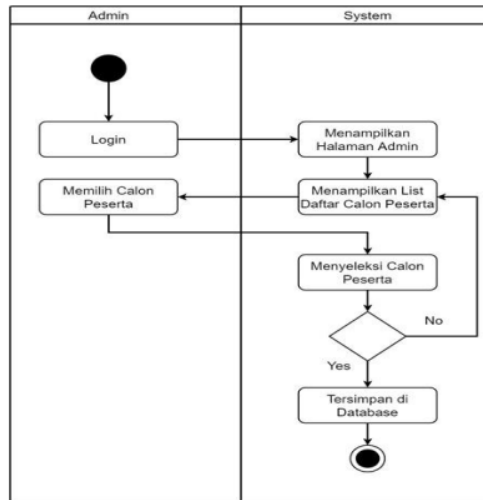 Admin
System
Login
Menampilkan
Halaman Admin
Memilih Calon
Peserta
Menampilkan List
Daftar Calon Peserta
Menyeleksi Calon
Peserta
No
Yes
Tersimpan di
Database